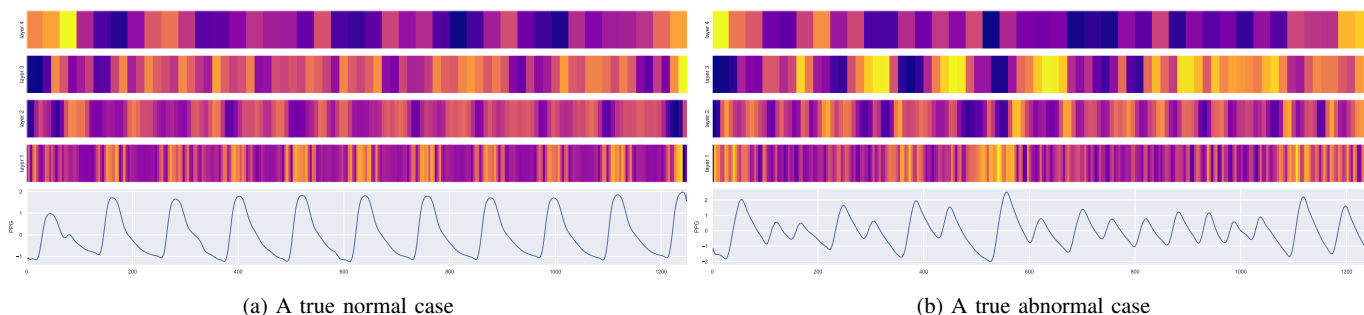 layer 4
layer 3
layer 2
layer 1
PPG
1
0
−1
0 200 400 600 800 1000 1200
(a) A true normal case
layer 4
layer 3
layer 2
layer 1
PPG
2
1
0
−1
−2
0 200 400 600 800 1000 1200
(b) A true abnormal case